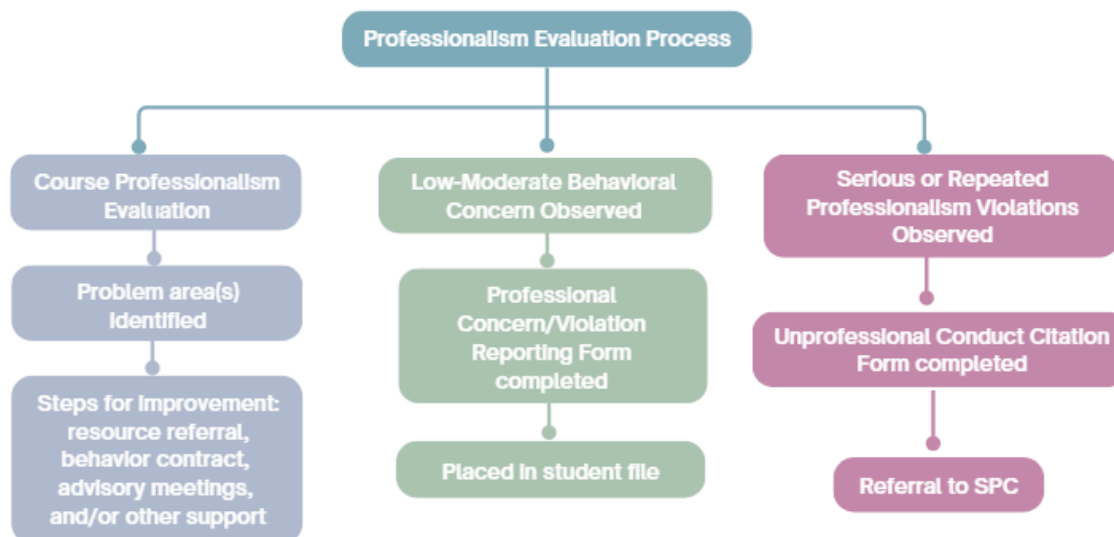 Professionalism Evaluation Process
Course Professionalism
Evaluation
Problem area(s)
identified
Steps for improvement:
resource referral,
behavior contract,
advisory meetings,
and/or other support
Low-Moderate Behavioral
Concern Observed
Professional
Concern/Violation
Reporting Form
completed
Placed in student file
Serious or Repeated
Professionalism Violations
Observed
Unprofessional Conduct Citation
Form completed
Referral to SPC